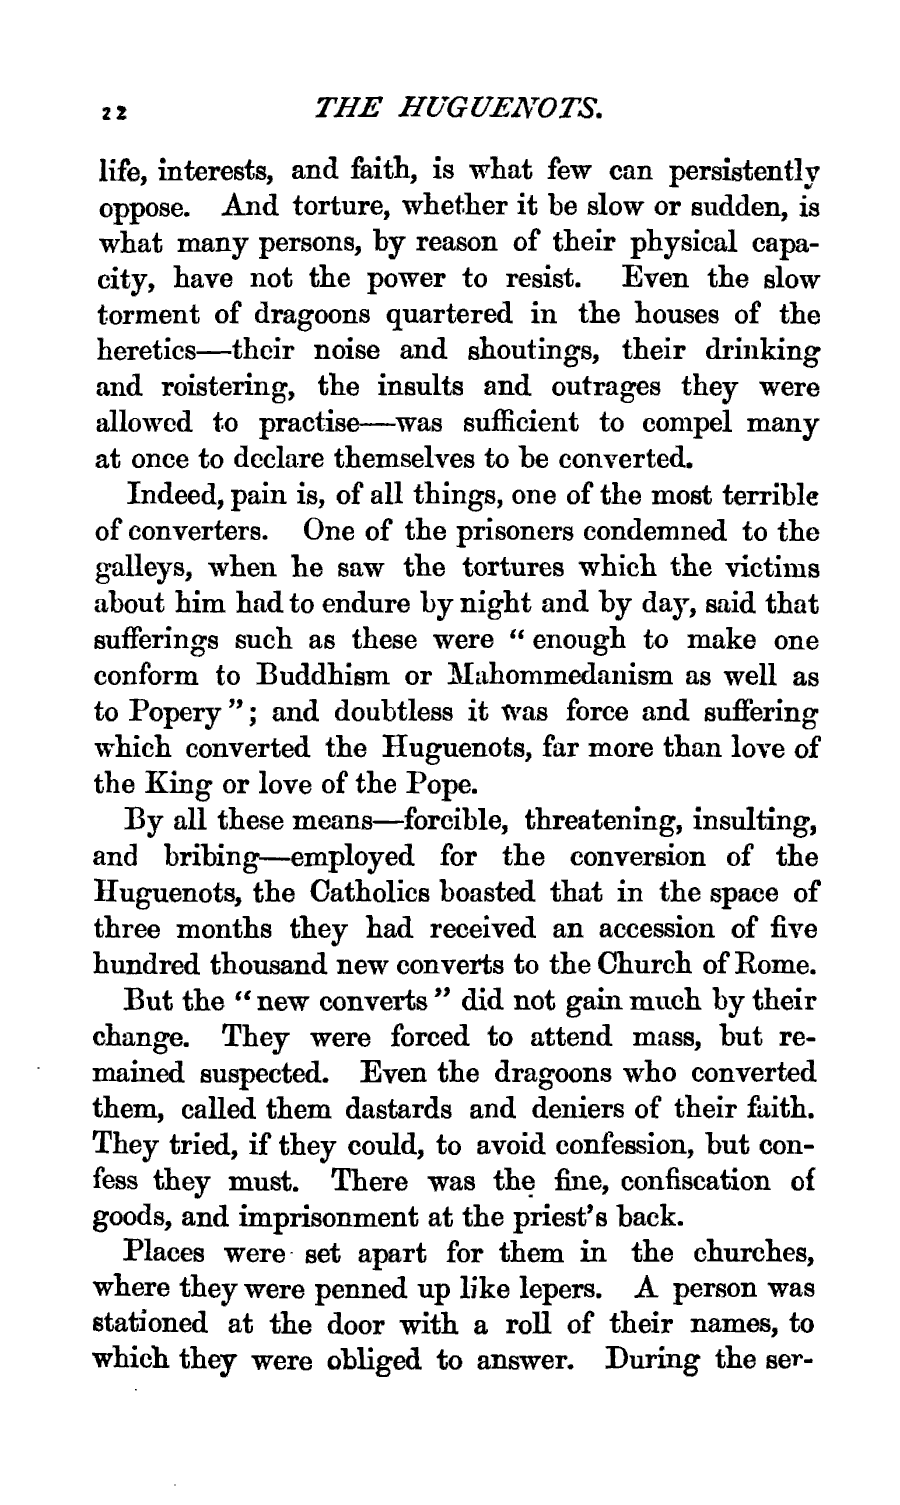 22 THE HUGUENOTS.
life, interests, and faith, is what few can persistently
oppose. And torture, whether it be slow or sudden, is
what many persons, by reason of their physical capa-
city, have not the power to resist. Even the slow
torment of dragoons quartered in the houses of the
heretics—their noise and shoutings, their drinking
and roistering, the insults and outrages they were
allowed to practise—was sufficient to compel many
at once to declare themselves to be converted.
Indeed, pain is, of all things, one of the most terrible
of converters. One of the prisoners condemned to the
galleys, when he saw the tortures which the victims
about him had to endure by night and by day, said that
sufferings such as these were “enough to make one
conform to Buddhism or Mahommedanism as well as
to Popery”; and doubtless it was force and suffering
which converted the Huguenots, far more than love of
the King or love of the Pope.
By all these means—forcible, threatening, insulting,
and bribing—employed for the conversion of the
Huguenots, the Catholics boasted that in the space of
three months they had received an accession of five
hundred thousand new converts to the Church of Rome.
But the “new converts” did not gain much by their
change. They were forced to attend mass, but re-
mained suspected. Even the dragoons who converted
them, called them dastards and deniers of their faith.
They tried, if they could, to avoid confession, but con-
fess they must. There was the fine, confiscation of
goods, and imprisonment at the priest's back.
Places were set apart for them in the churches,
where they were penned up like lepers. A person was
stationed at the door with a roll of their names, to
which they were obliged to answer. During the ser-